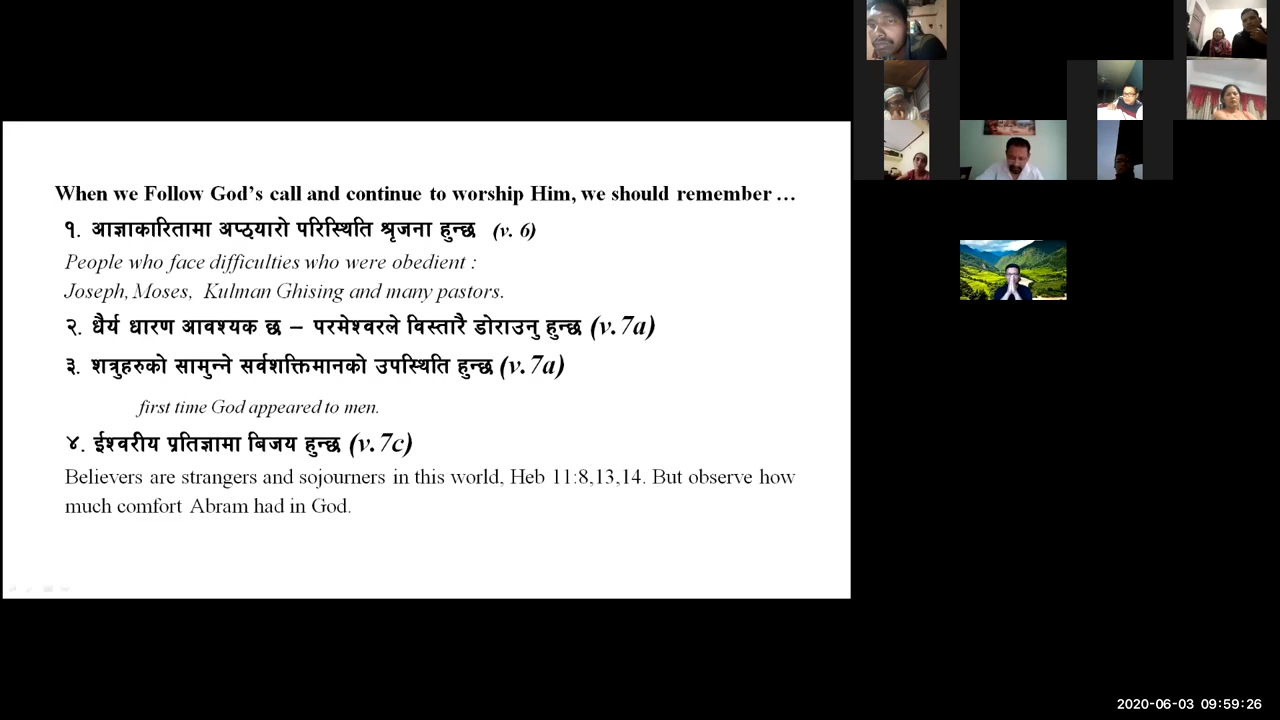 When we Follow God's call and continue to worship Him, we should remember …
१. आज्ञाकारितामा अप्ठ्यारो परिस्थिति श्रृजना हुन्छ (v. 6)
People who face difficulties who were obedient :
Joseph, Moses, Kulman Ghising and many pastors.
२. धैर्य धारण आवश्यक छ – परमेश्वरले विस्तारै डोराउनु हुन्छ (v.7a)
३. शत्रुहरुको सामुन्ने सर्वशक्तिमानको उपस्थिति हुन्छ (v.7a)
first time God appeared to men.
४. ईश्वरीय प्रतिज्ञामा बिजय हुन्छ (v.7c)
Believers are strangers and sojourners in this world, Heb 11:8,13,14. But observe how
much comfort Abram had in God.
2020-06-03 09:59:26